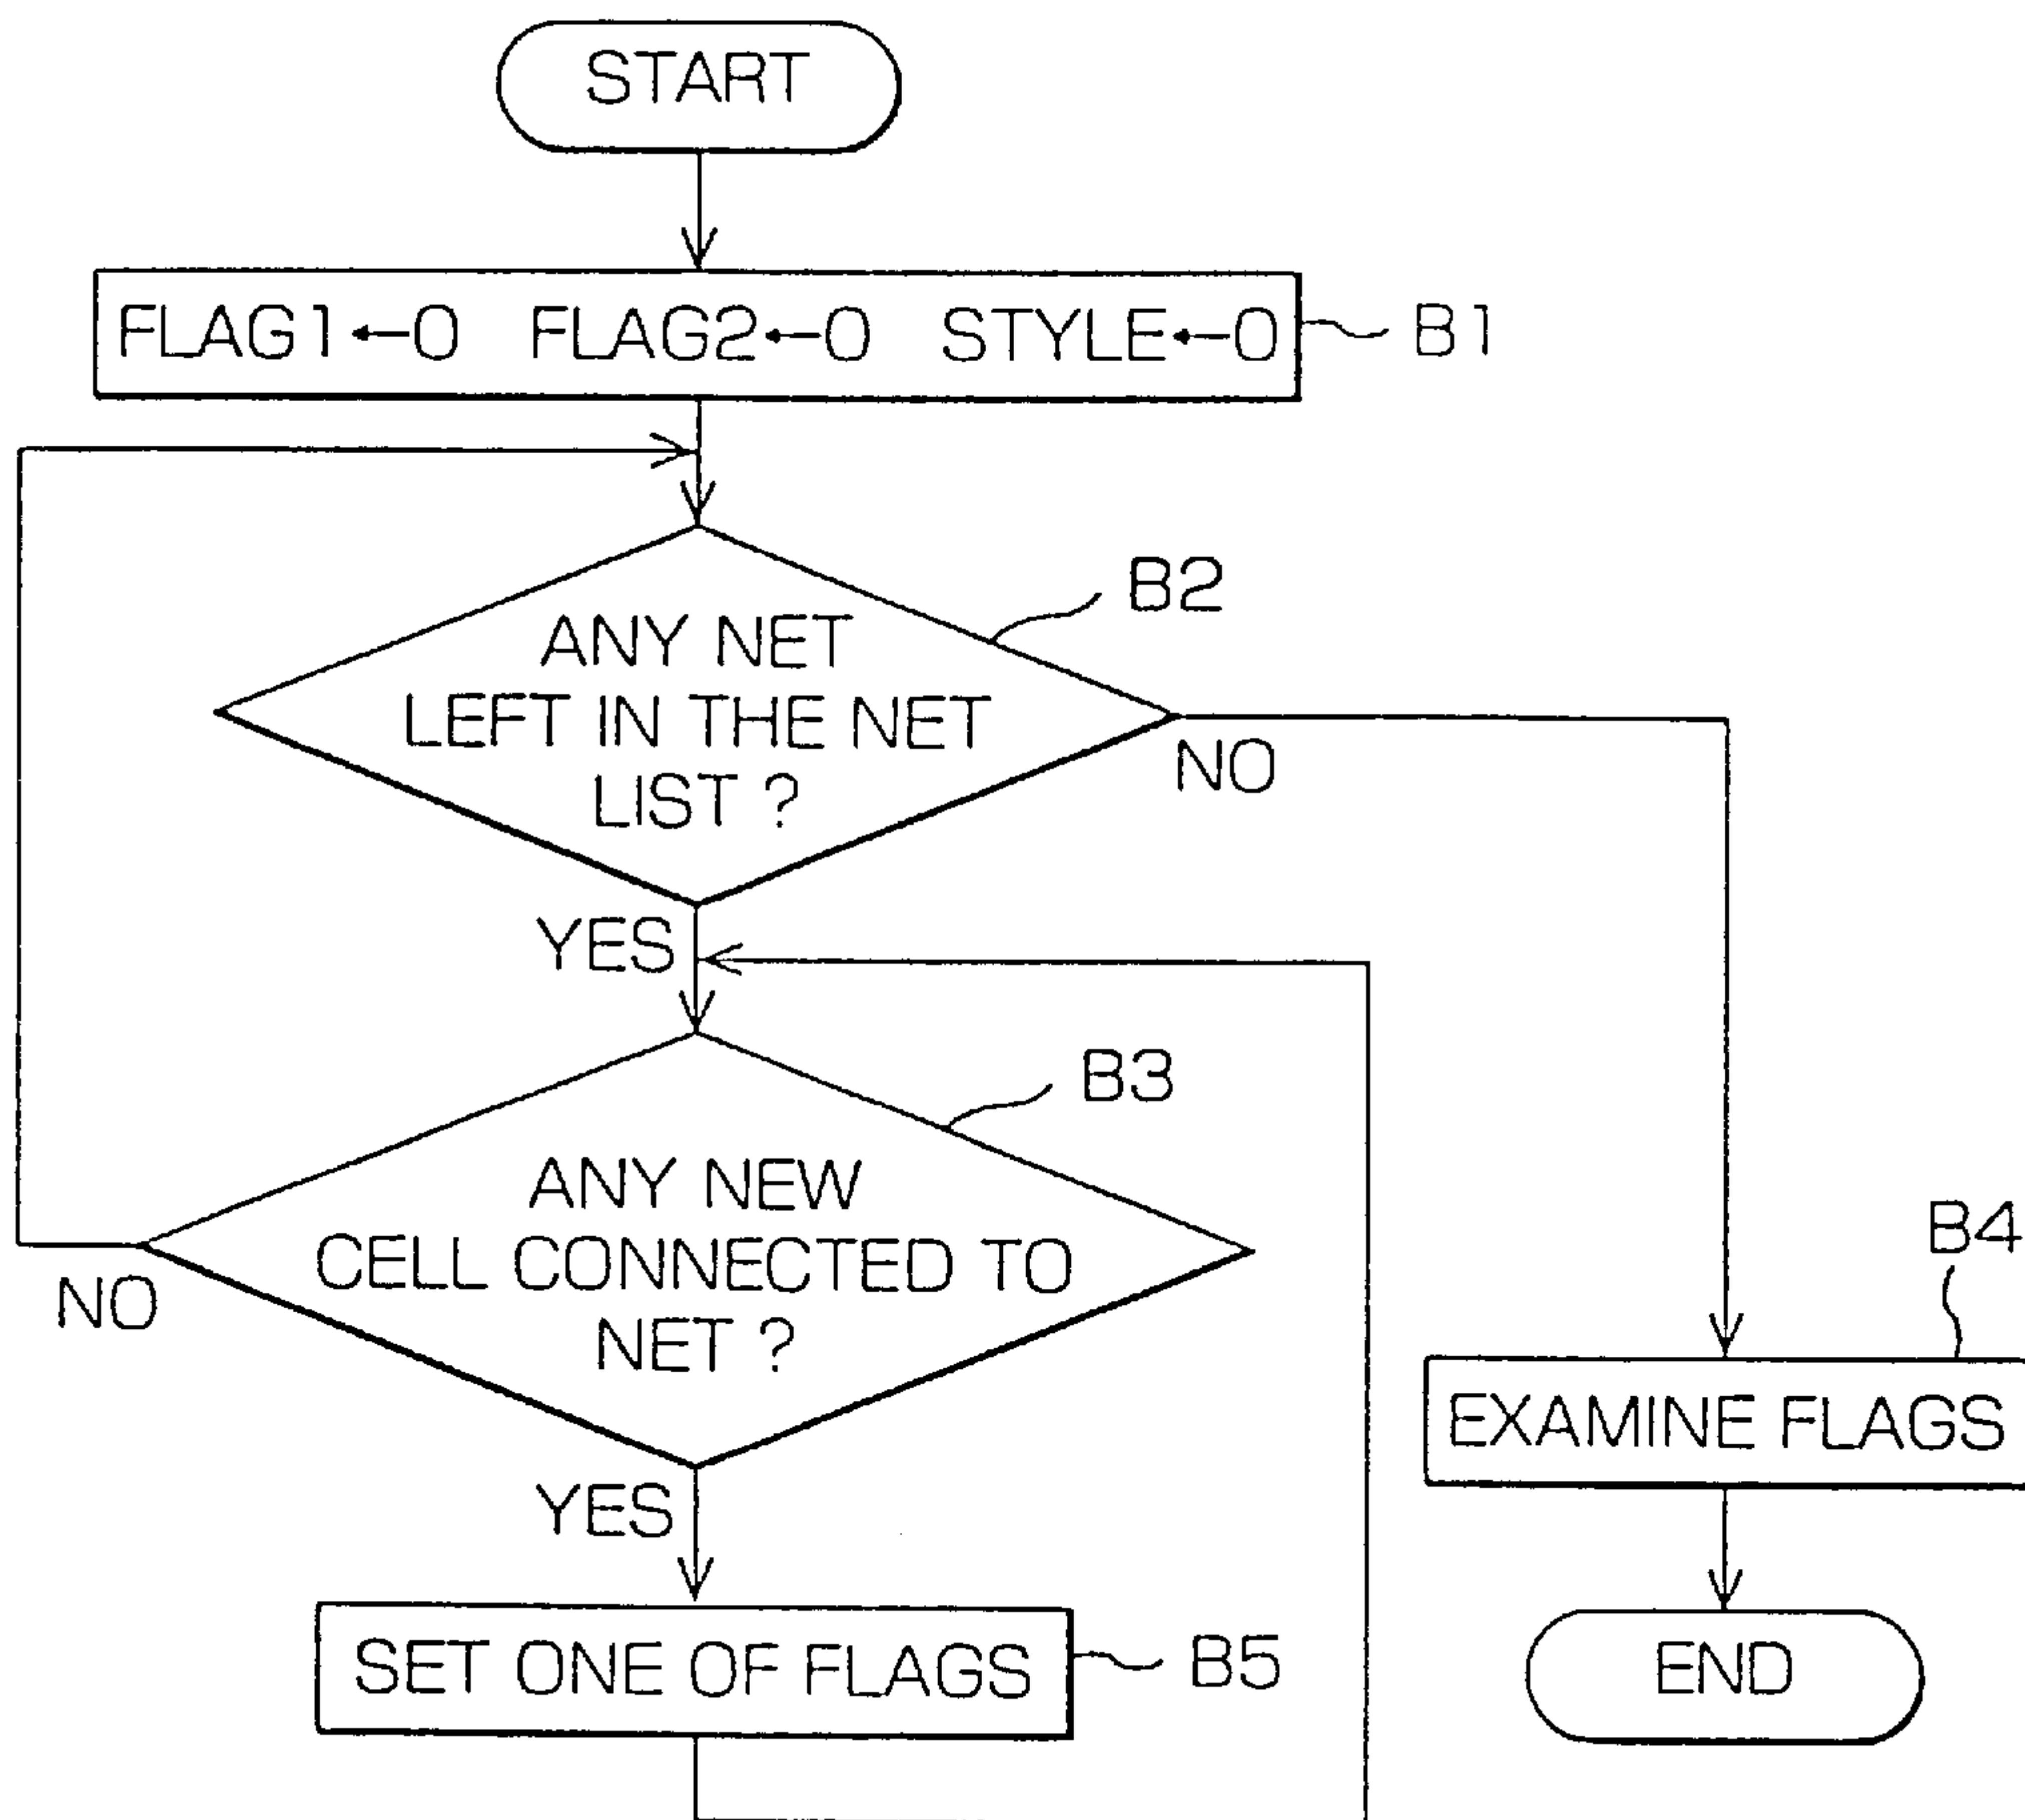 START
FLAG1←0 FLAG2←0 STYLE←0
B1
B2
ANY NET
LEFT IN THE NET
LIST ?
NO
YES
B3
ANY NEW
CELL CONNECTED TO
NET ?
NO
YES
B4
EXAMINE FLAGS
SET ONE OF FLAGS
B5
END